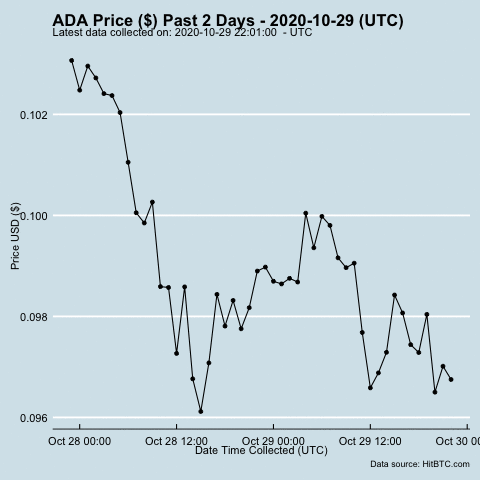 ADA Price ($) Past 2 Days - 2020-10-29 (UTC)
Latest data collected on: 2020-10-29 22:01:00  - UTC
0.102
0.100
0.098
0.096
Price USD ($)
Oct 28 00:00 Oct 28 12:00 Oct 29 00:00 Oct 29 12:00 Oct 30 0
Date Time Collected (UTC)
Data source: HitBTC.com